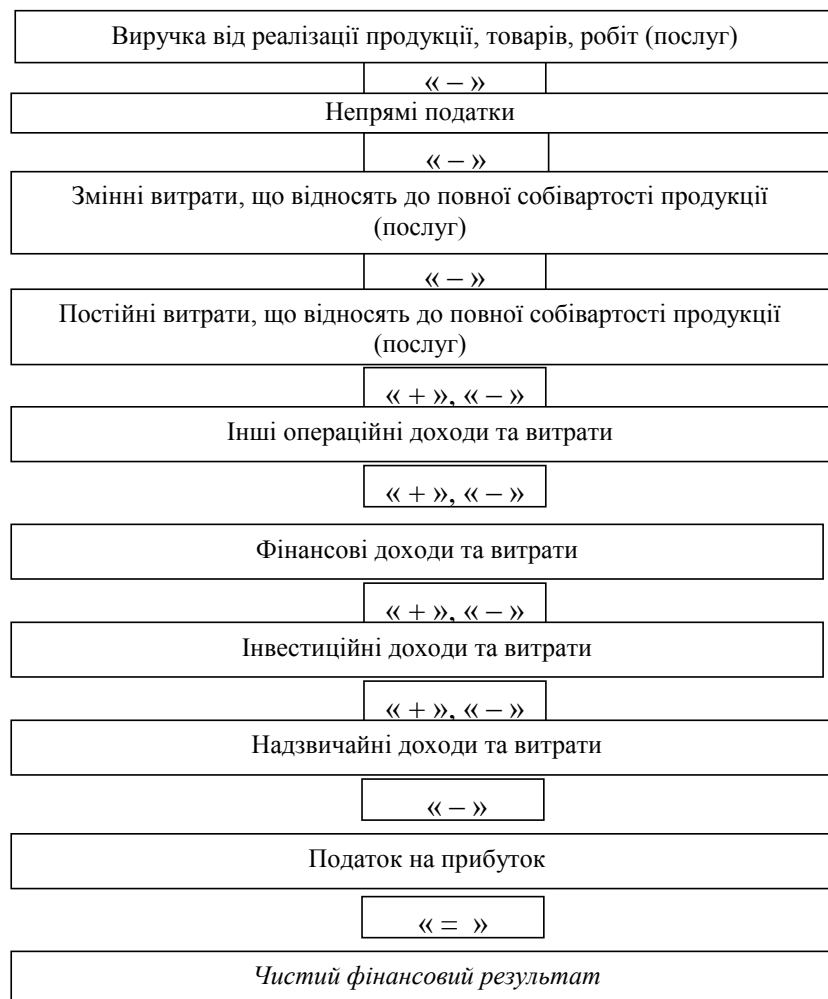 Виручка від реалізації продукції, товарів, робіт (послуг)
« – »
Непрямі податки
« – »
Змінні витрати, що відносять до повної собівартості продукції
(послуг)
« – »
Постійні витрати, що відносять до повної собівартості продукції
(послуг)
« + », « – »
Інші операційні доходи та витрати
« + », « – »
Фінансові доходи та витрати
« + », « – »
Інвестиційні доходи та витрати
« + », « – »
Надзвичайні доходи та витрати
« – »
Податок на прибуток
« = »
Чистий фінансовий результат